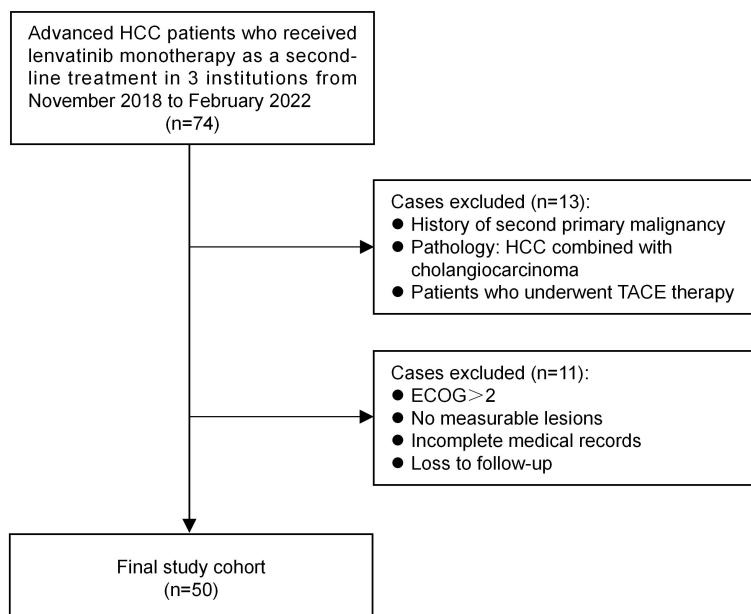 Advanced HCC patients who received
lenvatinib monotherapy as a second-
line treatment in 3 institutions from
November 2018 to February 2022
(n=74)
Cases excluded (n=13):
● History of second primary malignancy
● Pathology: HCC combined with
cholangiocarcinoma
● Patients who underwent TACE therapy
Cases excluded (n=11):
● ECOG＞2
● No measurable lesions
● Incomplete medical records
● Loss to follow-up
Final study cohort
(n=50)